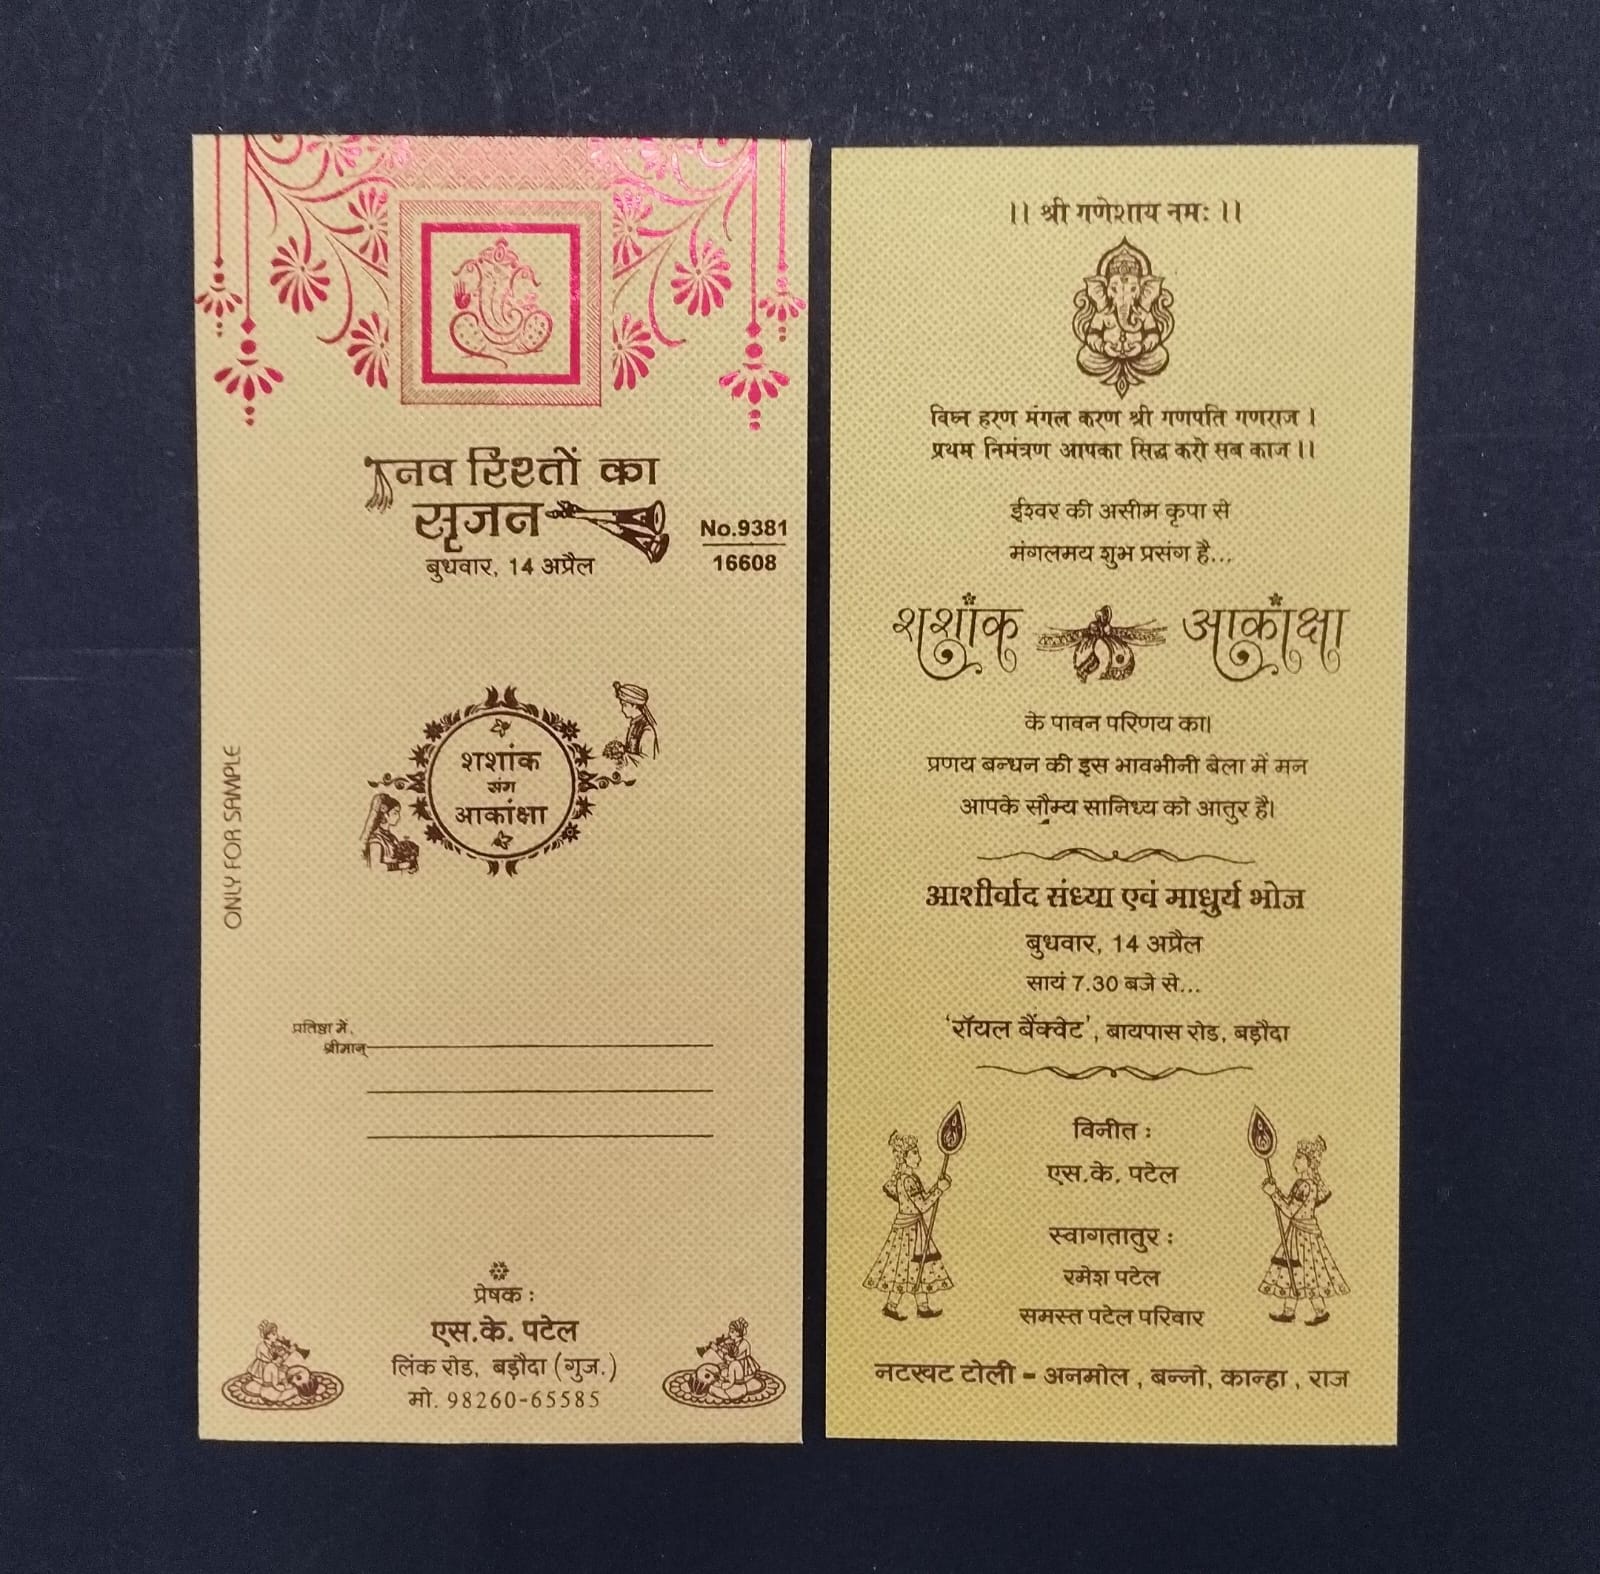 नव रिश्तों का
सृजन
बुधवार, 14 अप्रैल
No.9381
16608
शशांक
संग
आकांक्षा
ONLY FOR SAMPLE
प्रतिष्ठा में,
श्रीमान्
प्रेषक :
एस.के. पटेल
लिंक रोड, बड़ौदा (गुज.)
मो. 98260-65585
।। श्री गणेशाय नमः ।।
विघ्न हरण मंगल करण श्री गणपति गणराज ।
प्रथम निमंत्रण आपका सिद्ध करो सब काज ।।
ईश्वर की असीम कृपा से
मंगलमय शुभ प्रसंग है...
शशांक आकांक्षा
के पावन परिणय का।
प्रणय बन्धन की इस भावभीनी बेला में मन
आपके सौम्य सानिध्य को आतुर है।
आशीर्वाद संध्या एवं माधुर्य भोज
बुधवार, 14 अप्रैल
सायं 7.30 बजे से...
'रॉयल बैंक्वेट', बायपास रोड, बड़ौदा
विनीत :
एस.के. पटेल
स्वागतातुर :
रमेश पटेल
समस्त पटेल परिवार
नटखट टोली - अनमोल , बन्नो, कान्हा , राज